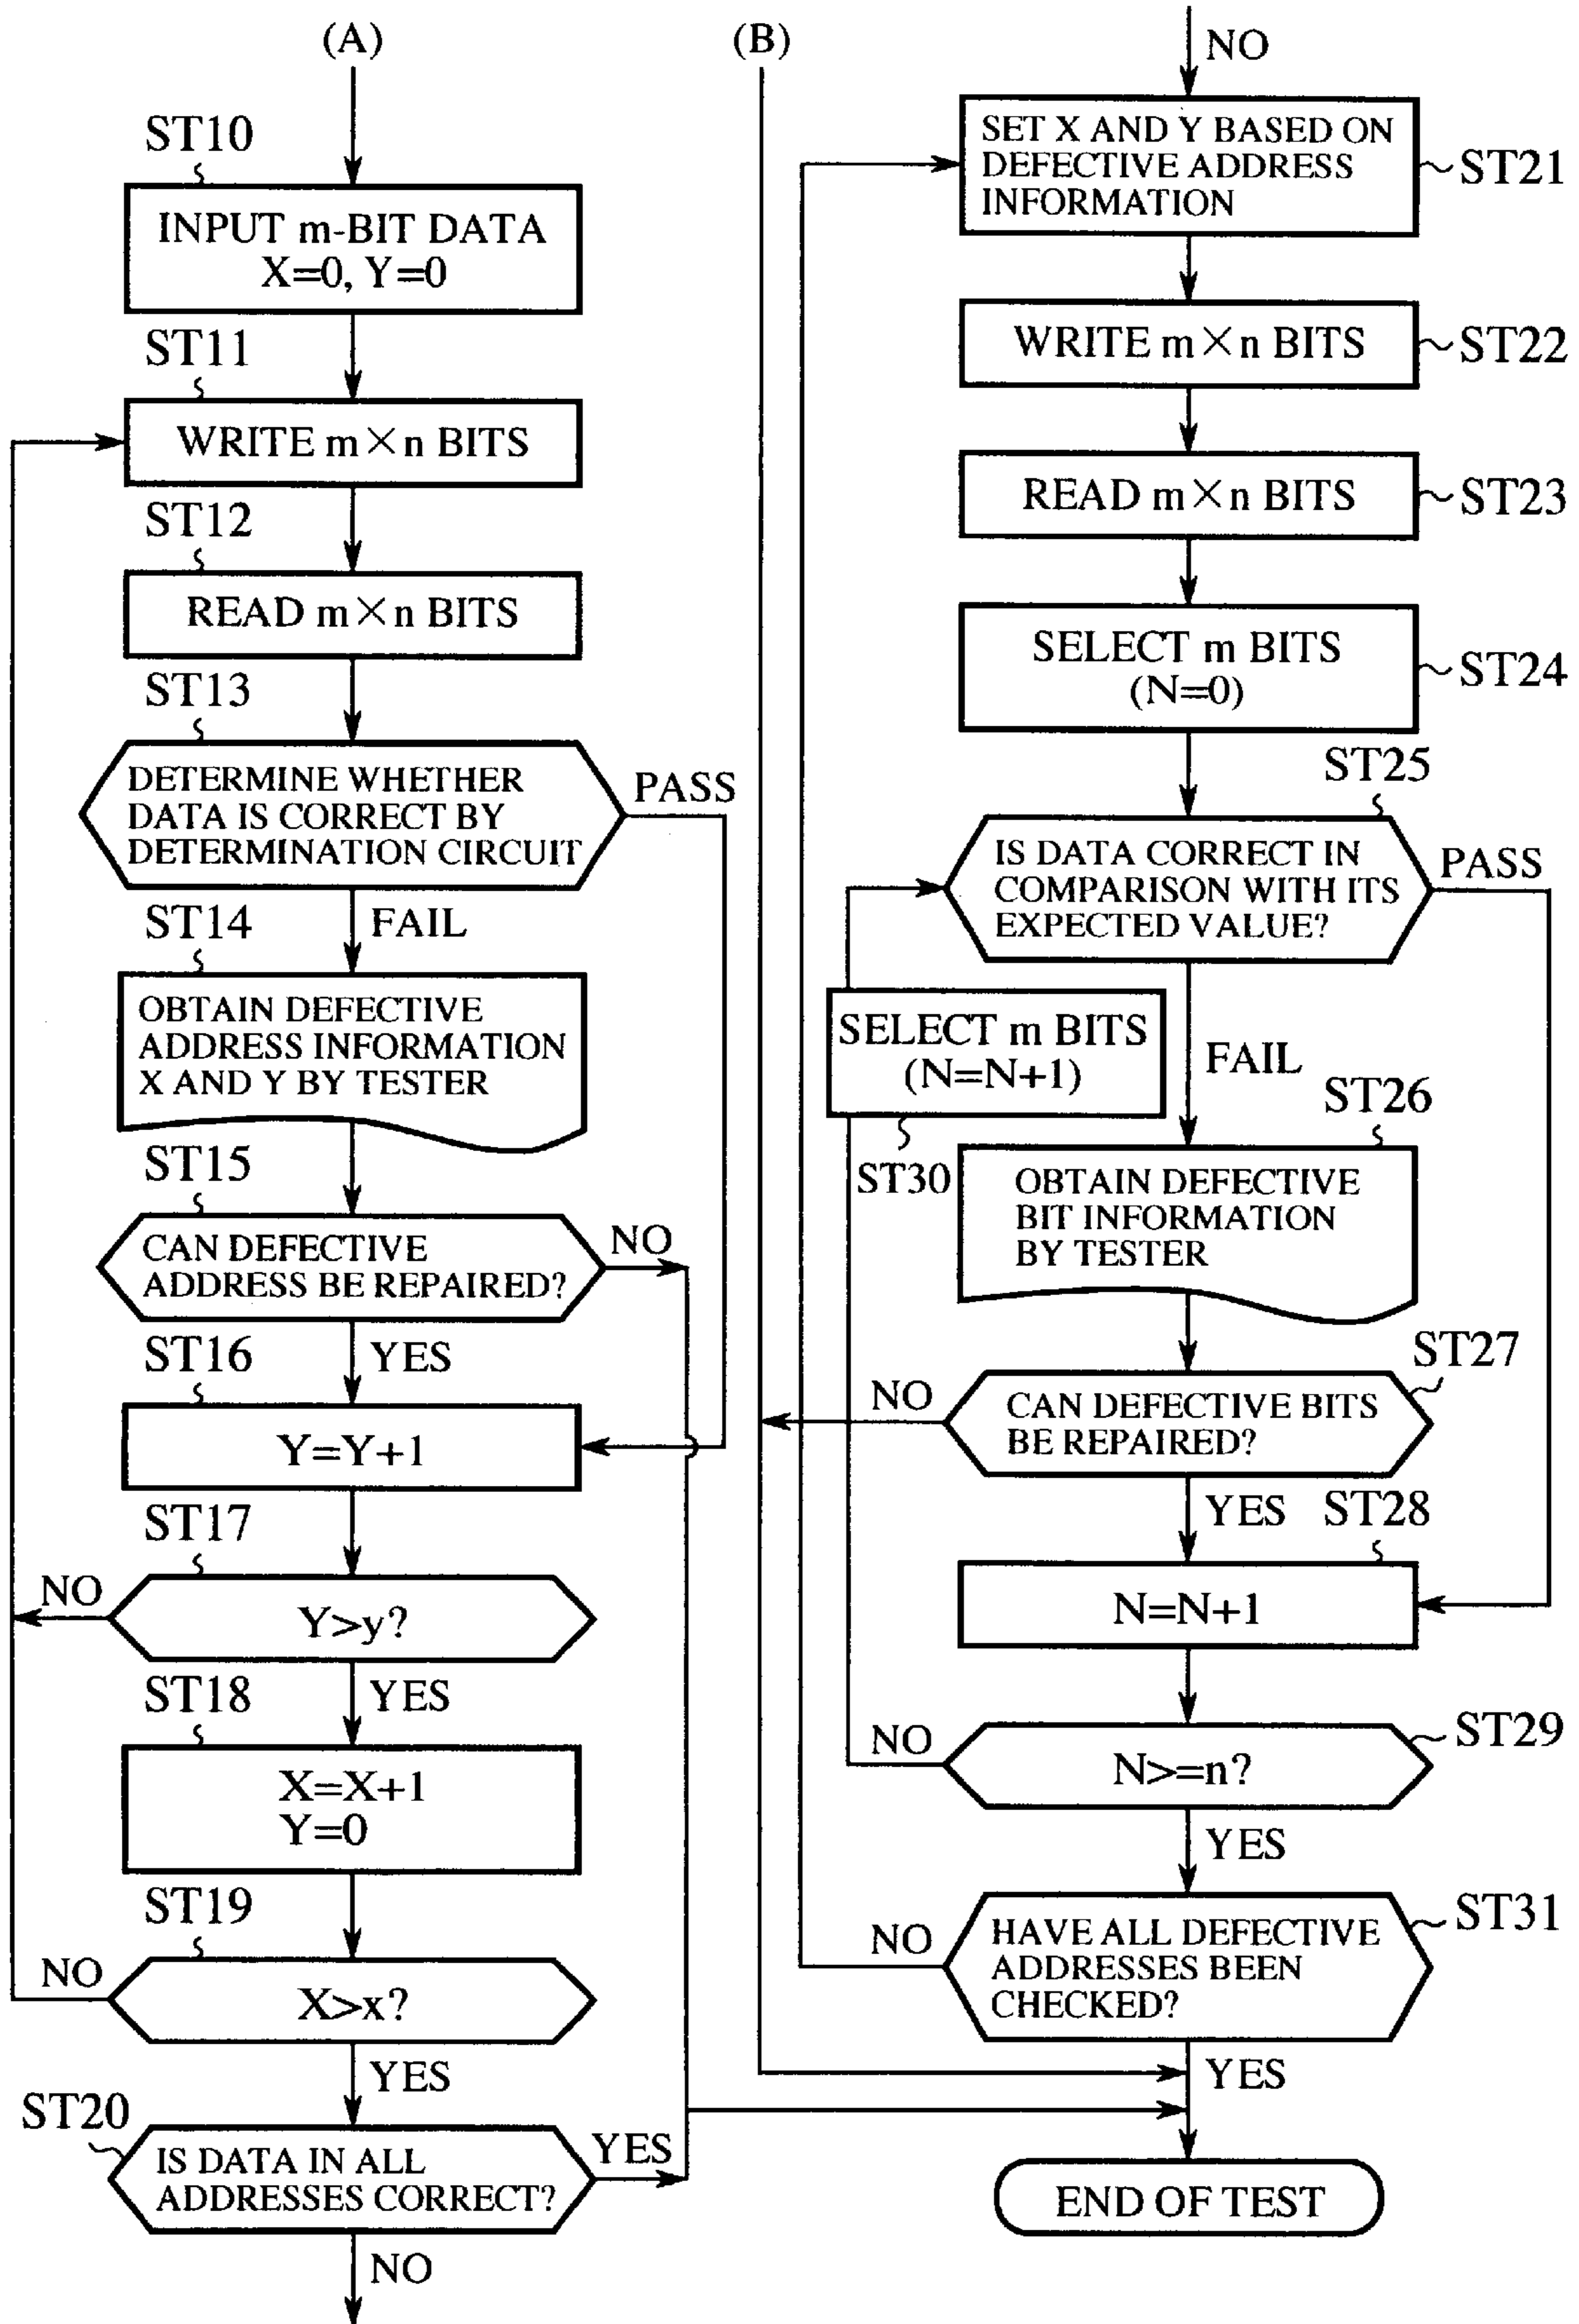 (A)
ST10
INPUT m-BIT DATA
X=0, Y=0
ST11
WRITE m×n BITS
ST12
READ m×n BITS
ST13
DETERMINE WHETHER
DATA IS CORRECT BY
DETERMINATION CIRCUIT
PASS
ST14
FAIL
OBTAIN DEFECTIVE
ADDRESS INFORMATION
X AND Y BY TESTER
ST15
CAN DEFECTIVE
ADDRESS BE REPAIRED?
NO
ST16
YES
Y=Y+1
ST17
NO
Y>y?
ST18
YES
X=X+1
Y=0
ST19
NO
X>x?
YES
ST20
IS DATA IN ALL
ADDRESSES CORRECT?
YES
NO
(B)
NO
SET X AND Y BASED ON
DEFECTIVE ADDRESS
INFORMATION
ST21
WRITE m×n BITS
ST22
READ m×n BITS
ST23
SELECT m BITS
(N=0)
ST24
ST25
IS DATA CORRECT IN
COMPARISON WITH ITS
EXPECTED VALUE?
PASS
SELECT m BITS
(N=N+1)
ST30
FAIL
ST26
OBTAIN DEFECTIVE
BIT INFORMATION
BY TESTER
ST27
NO
CAN DEFECTIVE BITS
BE REPAIRED?
YES
ST28
N=N+1
NO
N>=n?
ST29
YES
NO
HAVE ALL DEFECTIVE
ADDRESSES BEEN
CHECKED?
ST31
YES
END OF TEST